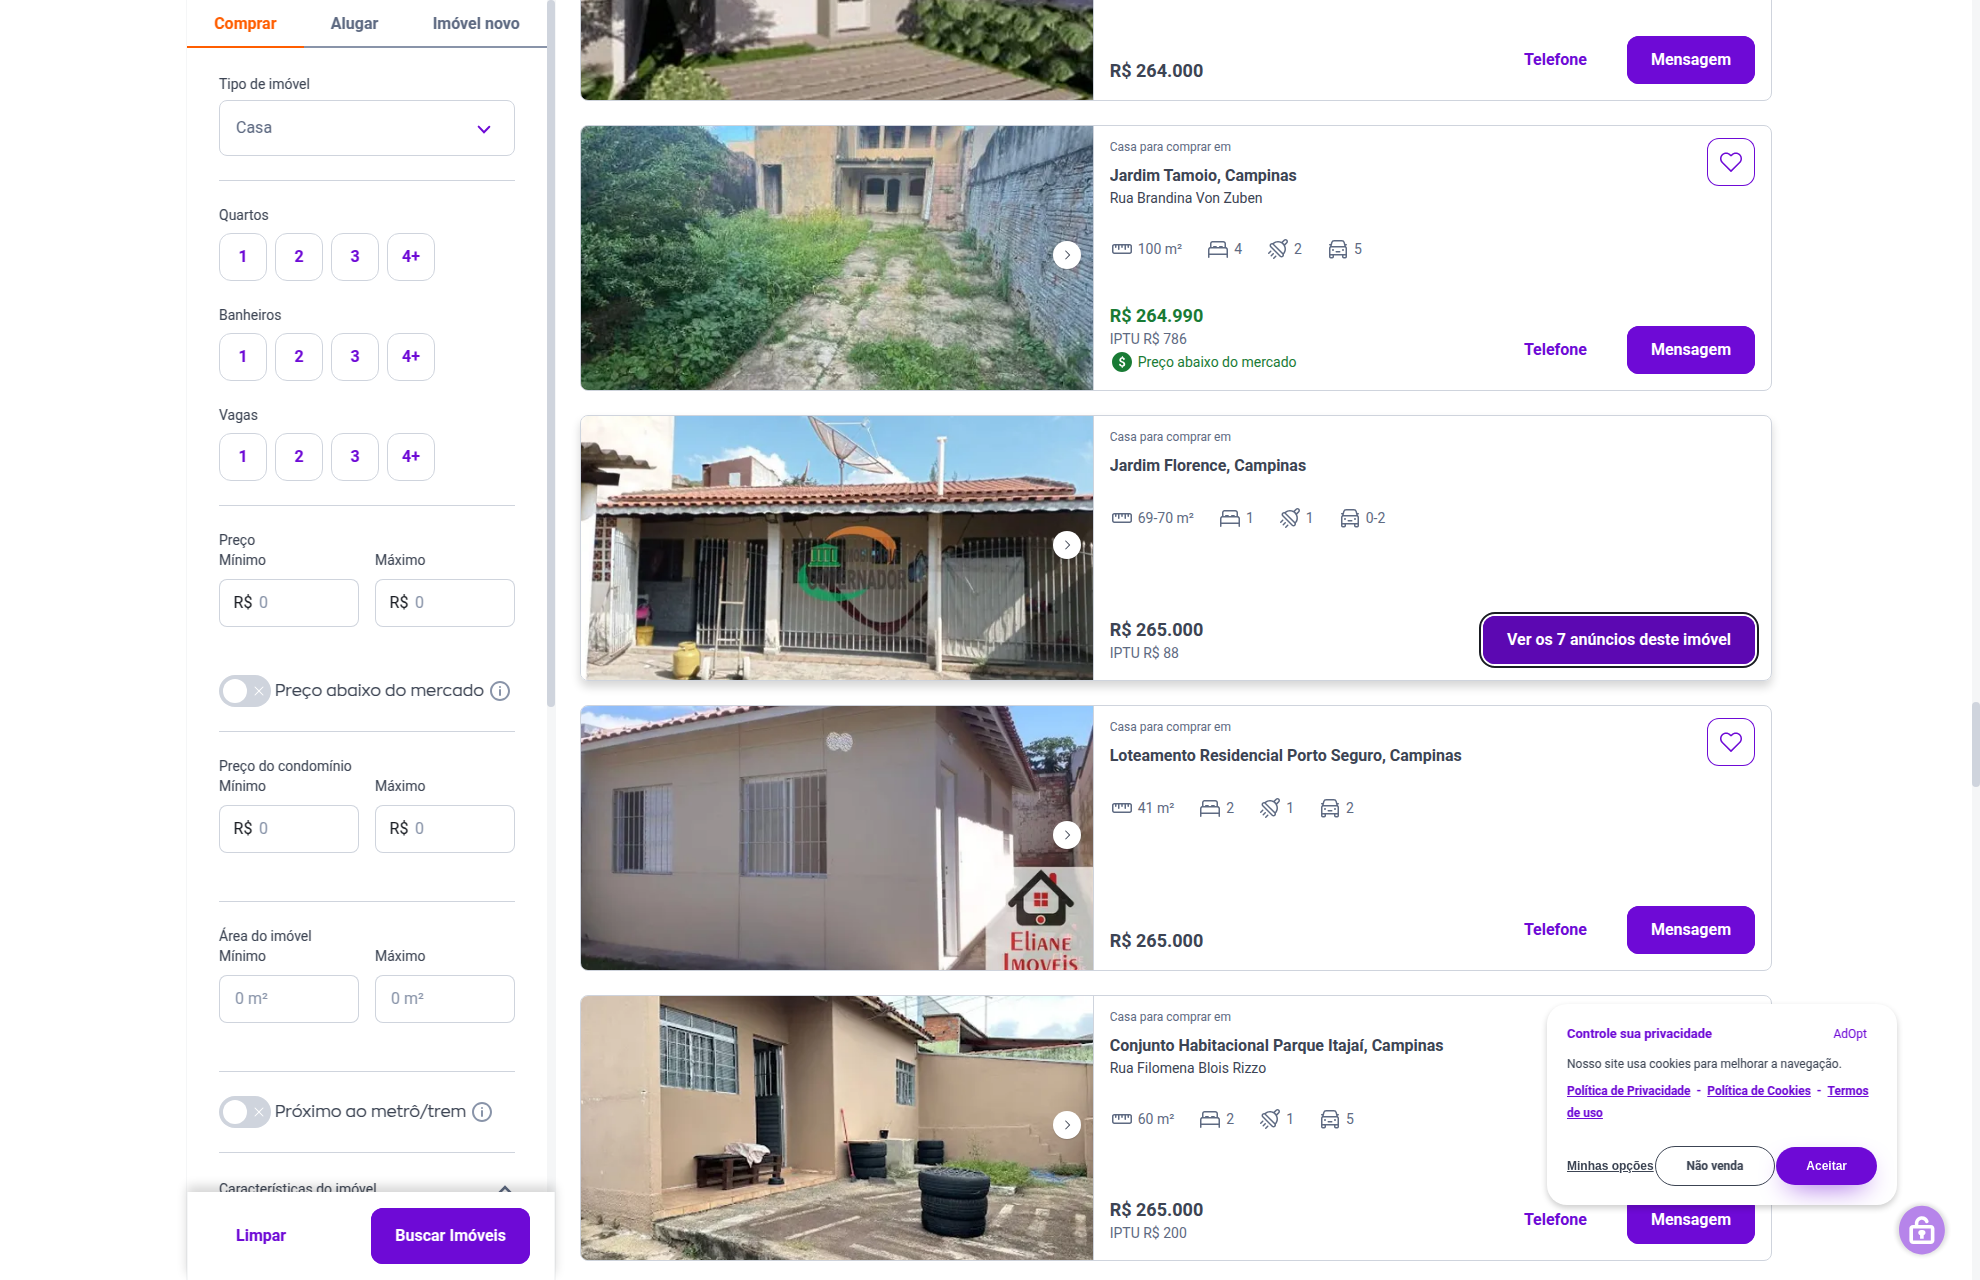 Comprar
Alugar
Imóvel novo
Tipo de imóvel
Casa
Quartos
1
2
3
4+
Banheiros
1
2
3
4+
Vagas
1
2
3
4+
Preço
Mínimo
Máximo
R$ 0
R$ 0
Preço abaixo do mercado
Preço do condomínio
Mínimo
Máximo
R$ 0
R$ 0
Área do imóvel
Mínimo
Máximo
0 m²
0 m²
Próximo ao metrô/trem
Características do imóvel
Limpar
Buscar Imóveis
R$ 264.000
Telefone
Mensagem
Casa para comprar em
Jardim Tamoio, Campinas
Rua Brandina Von Zuben
100 m²
4
2
5
R$ 264.990
IPTU R$ 786
$ Preço abaixo do mercado
Telefone
Mensagem
Casa para comprar em
Jardim Florence, Campinas
69-70 m²
1
1
0-2
R$ 265.000
IPTU R$ 88
Ver os 7 anúncios deste imóvel
Casa para comprar em
Loteamento Residencial Porto Seguro, Campinas
41 m²
2
1
2
Eliane
Imoveis
R$ 265.000
Telefone
Mensagem
Casa para comprar em
Conjunto Habitacional Parque Itajaí, Campinas
Rua Filomena Blois Rizzo
60 m²
2
1
5
R$ 265.000
IPTU R$ 200
Telefone
Mensagem
Controle sua privacidade
AdOpt
Nosso site usa cookies para melhorar a navegação.
Política de Privacidade - Política de Cookies - Termos
de uso
Minhas opções
Não venda
Aceitar